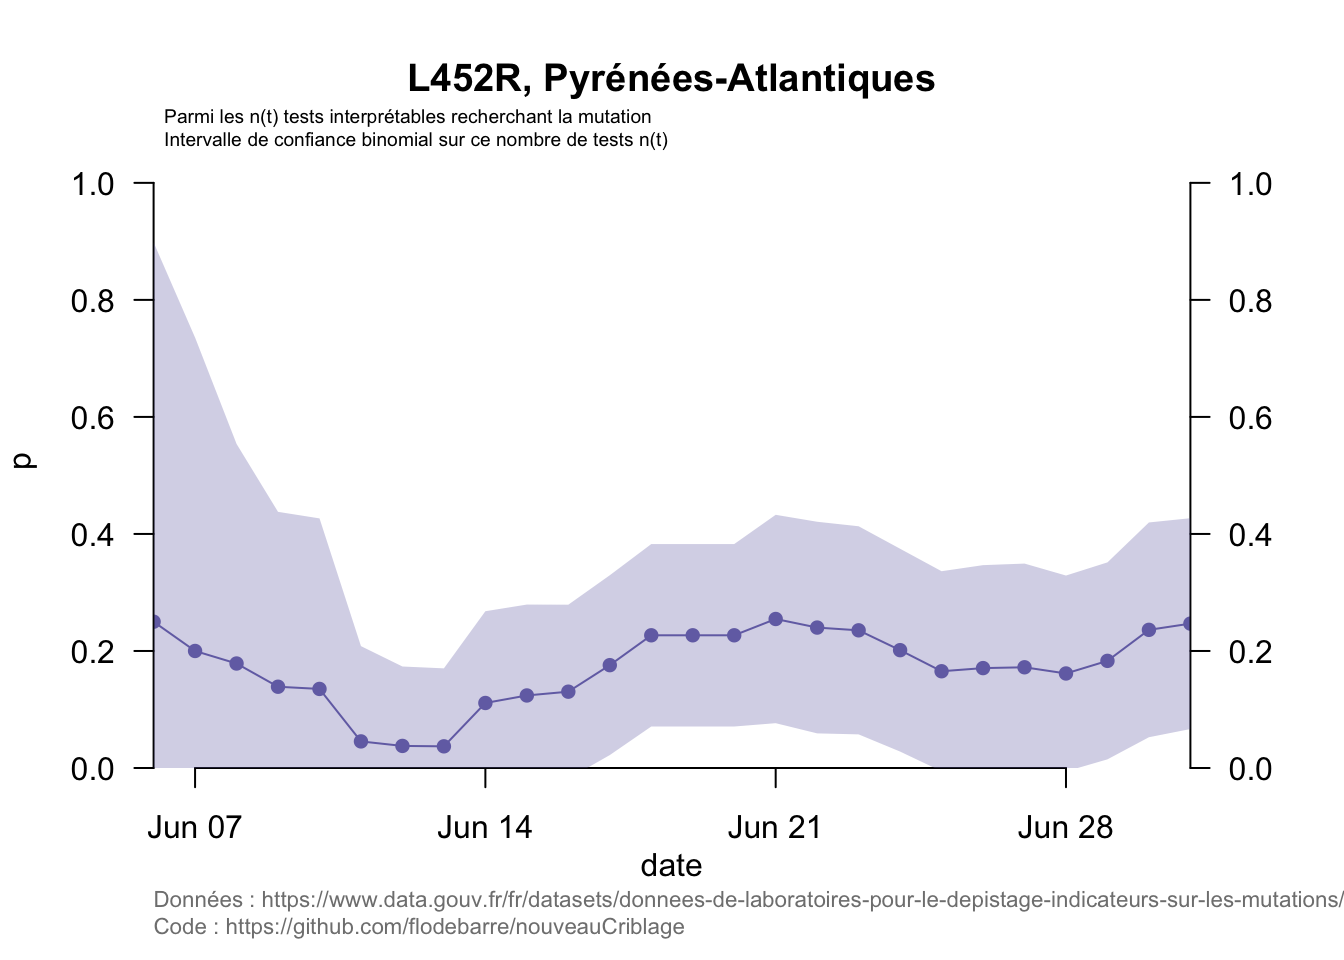 L452R, Pyrénées-Atlantiques
Parmi les n(t) tests interprétables recherchant la mutation
Intervalle de confiance binomial sur ce nombre de tests n(t)
1.0
0.8
0.6
0.4
0.2
0.0
p
1.0
0.8
0.6
0.4
0.2
0.0
Jun 07 Jun 14 Jun 21 Jun 28
date
Données : https://www.data.gouv.fr/fr/datasets/donnees-de-laboratoires-pour-le-depistage-indicateurs-sur-les-mutations/
Code : https://github.com/flodebarre/nouveauCriblage